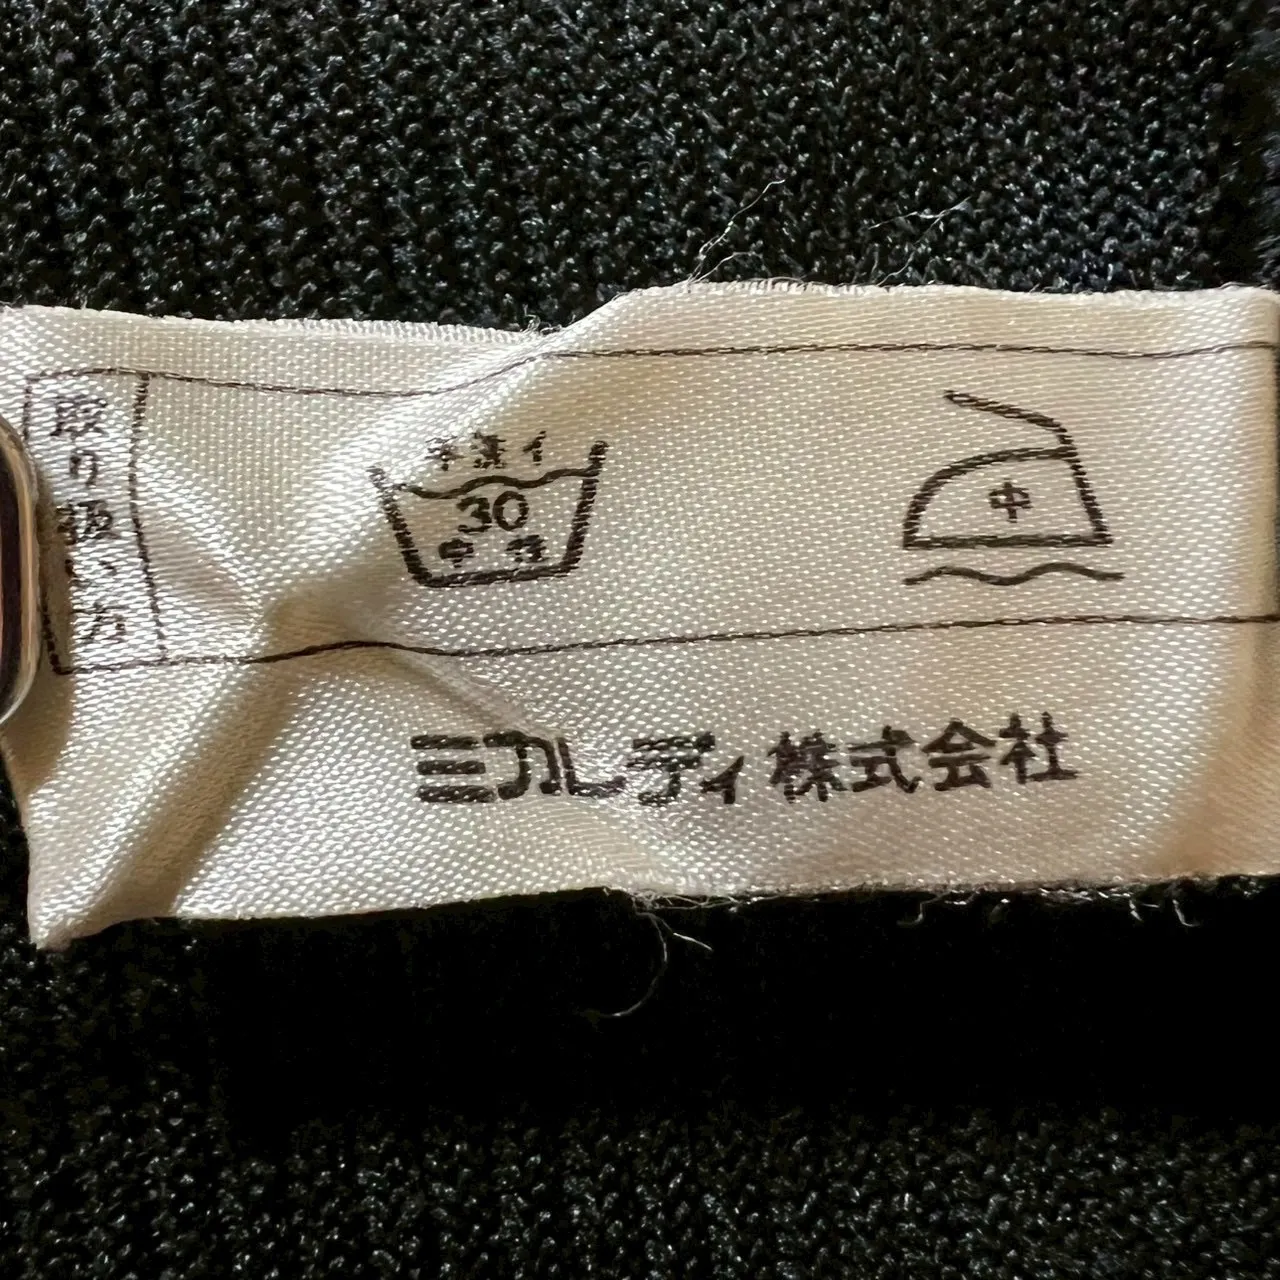 取り扱い方
手洗イ
30
中性
中
ミカレディ株式会社